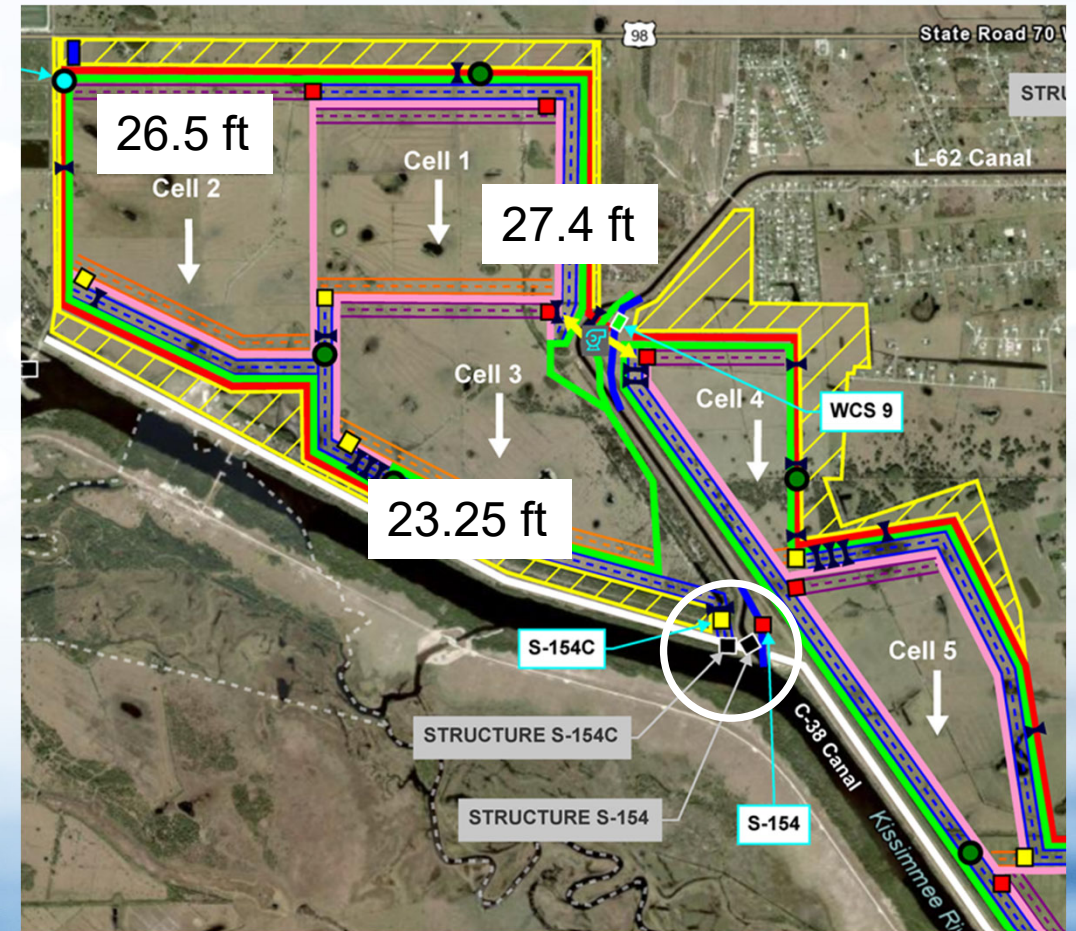 98
State Road 70 W
STRU
26.5 ft
Cell 1
L-62 Canal
Cell 2
27.4 ft
Cell 3
Cell 4
WCS 9
23.25 ft
S-154C
Cell 5
STRUCTURE S-154C
C-38 Canal
STRUCTURE S-154
S-154
Kissimmee Riv